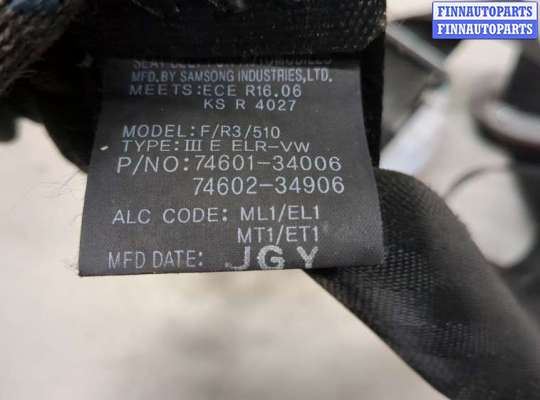 FINNAUTOPARTS
FINNAUTOPARTS
MFD. BY SAMSONG INDUSTRIES, LTD.
MEETS:ECE R16.06
KS R 4027
MODEL: F/R3/510
TYPE: III E ELR-VW
P/NO: 74601-34006
74602-34906
ALC CODE: ML1/EL1
MT1/ET1
MFD DATE: JGY